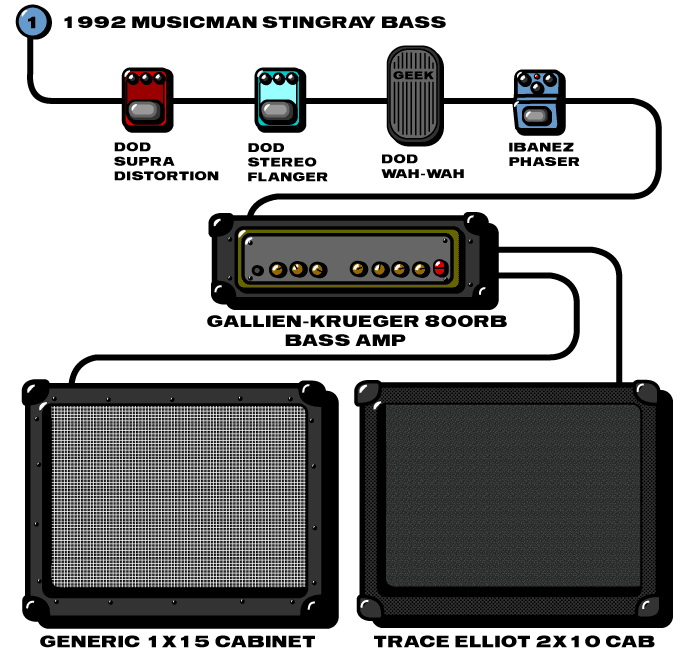 1 1992 MUSICMAN STINGRAY BASS
GEEK
DOD
SUPRA
DISTORTION
DOD
STEREO
FLANGER
DOD
WAH-WAH
IBANEZ
PHASER
GALLIEN-KRUEGER 800RB
BASS AMP
GENERIC 1X15 CABINET
TRACE ELLIOT 2X10 CAB